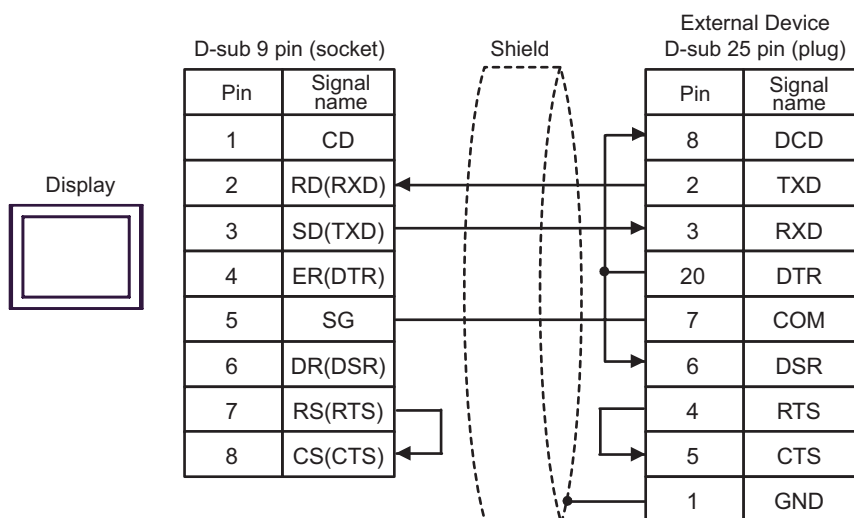 External Device
D-sub 9 pin (socket) Shield D-sub 25 pin (plug)
Pin Signal name Pin Signal name
1 CD 8 DCD
Display 2 RD(RXD) 2 TXD
3 SD(TXD) 3 RXD
4 ER(DTR) 20 DTR
5 SG 7 COM
6 DR(DSR) 6 DSR
7 RS(RTS) 4 RTS
8 CS(CTS) 5 CTS
1 GND